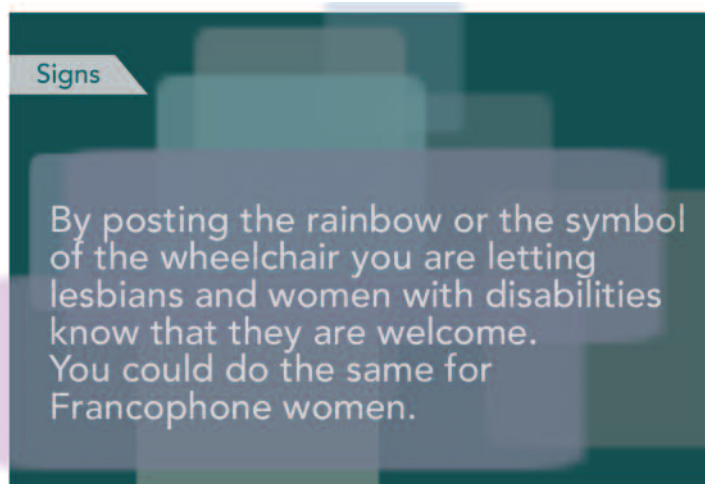 Signs
By posting the rainbow or the symbol
of the wheelchair you are letting
lesbians and women with disabilities
know that they are welcome.
You could do the same for
Francophone women.